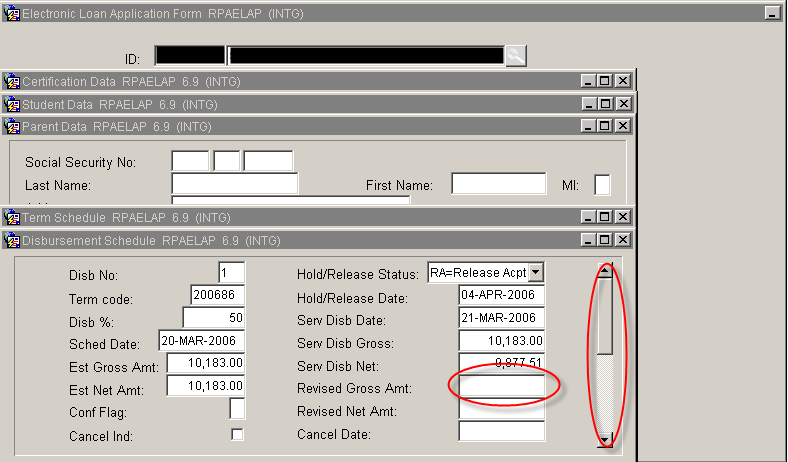 Electronic Loan Application Form RPAELAP (INTG)
ID:
Certification Data RPAELAP 6.9 (INTG)
Student Data RPAELAP 6.9 (INTG)
Parent Data RPAELAP 6.9 (INTG)
Social Security No:
Last Name: First Name: MI:
Term Schedule RPAELAP 6.9 (INTG)
Disbursement Schedule RPAELAP 6.9 (INTG)
Disb No: 1 Hold/Release Status: RA=Release Acpt
Term code: 200686 Hold/Release Date: 04-APR-2006
Disb %: 50 Serv Disb Date: 21-MAR-2006
Sched Date: 20-MAR-2006 Serv Disb Gross: 10,183.00
Est Gross Amt: 10,183.00 Serv Disb Net: 9,877.51
Est Net Amt: 10,183.00 Revised Gross Amt:
Conf Flag: Revised Net Amt:
Cancel Ind: Cancel Date: